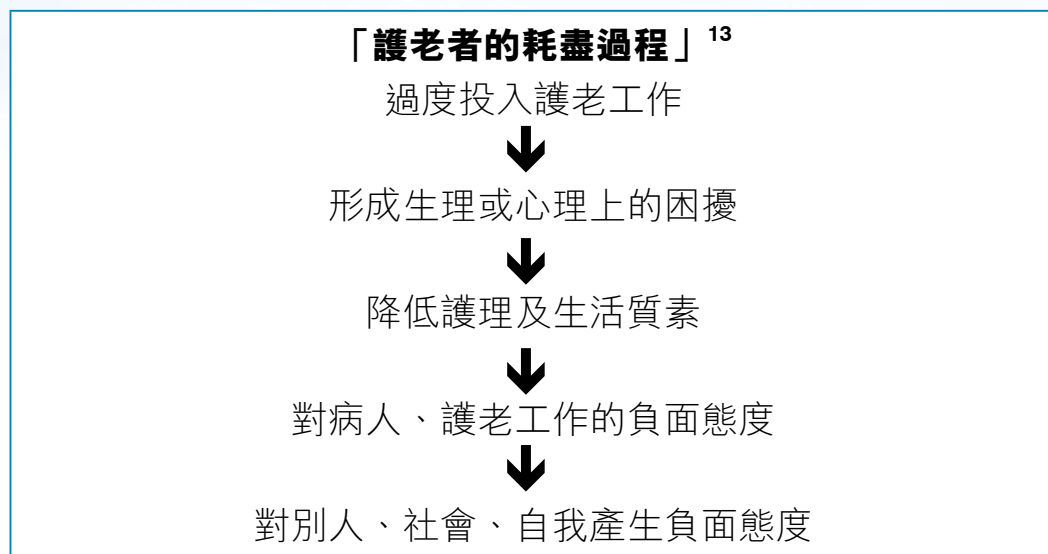 「護老者的耗盡過程」13
過度投入護老工作
形成生理或心理上的困擾
降低護理及生活質素
對病人、護老工作的負面態度
對別人、社會、自我產生負面態度